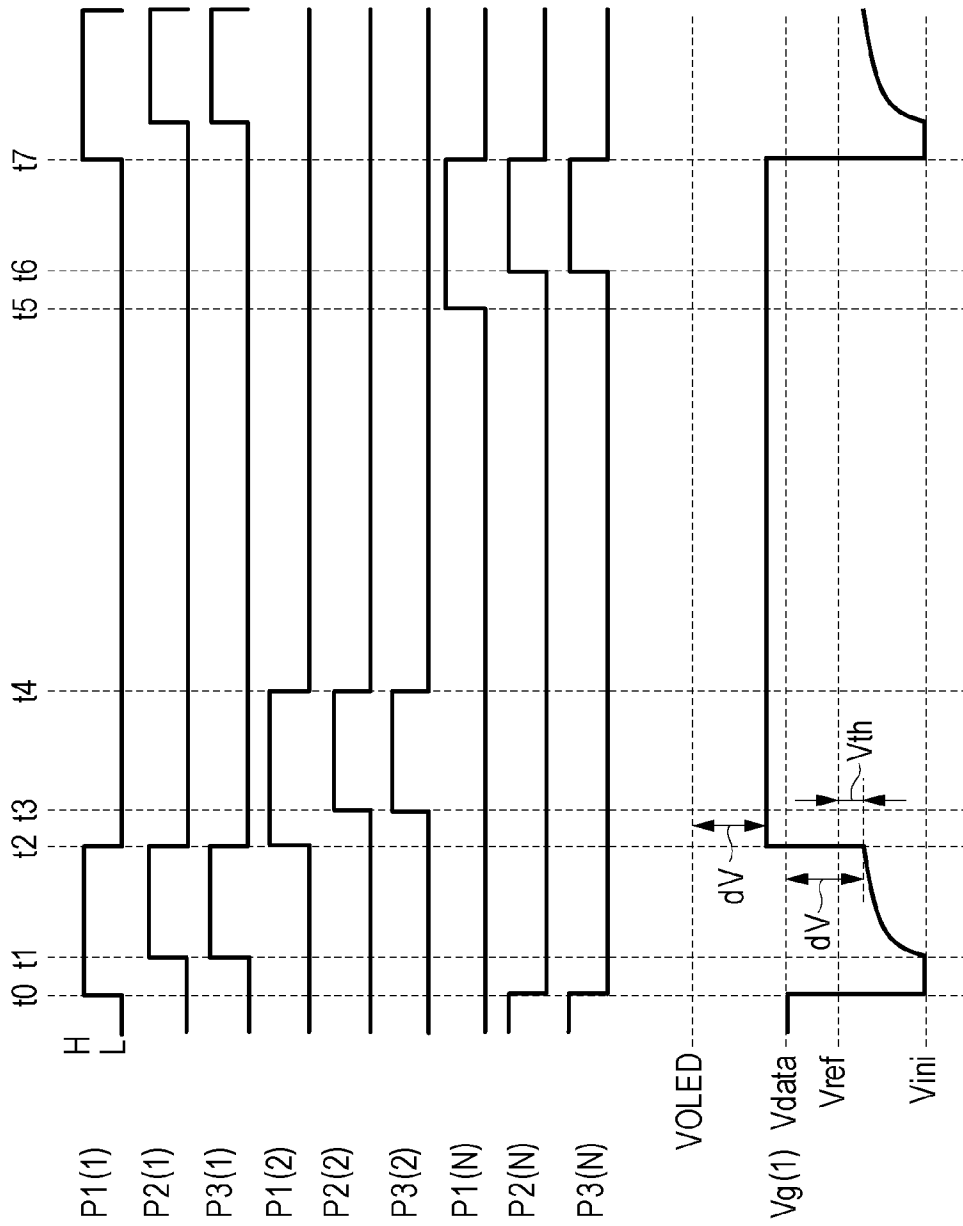 t0 t1 t2 t3 t4 t5 t6 t7
H
L
P1(1)
P2(1)
P3(1)
P1(2)
P2(2)
P3(2)
P1(N)
P2(N)
P3(N)
VOLED
dV
Vg(1)
Vdata
dV
Vth
Vref
Vini